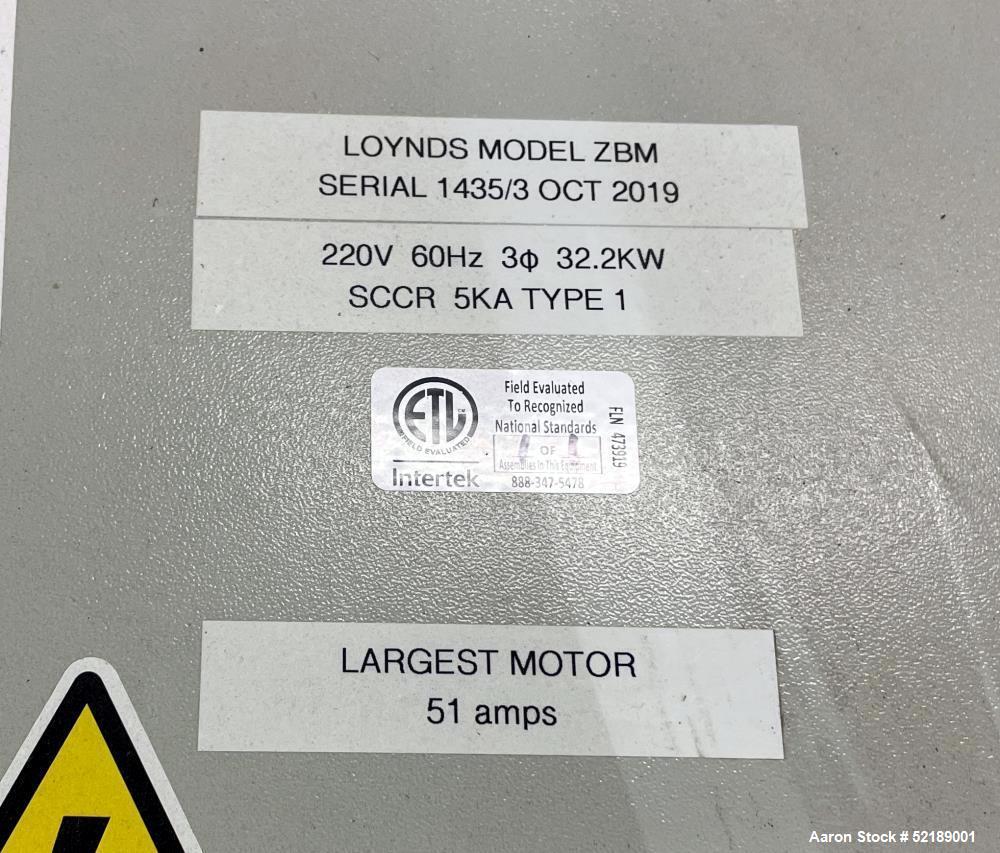 LOYNDS MODEL ZBM
SERIAL 1435/3 OCT 2019
220V 60Hz 3ϕ 32.2KW
SCCR 5KA TYPE 1
ETL
FIELD EVALUATED
Intertek
Field Evaluated
To Recognized
National Standards
OF
Assemblies In This Equipment
888-347-5478
FLN 473919
LARGEST MOTOR
51 amps
Aaron Stock # 52189001